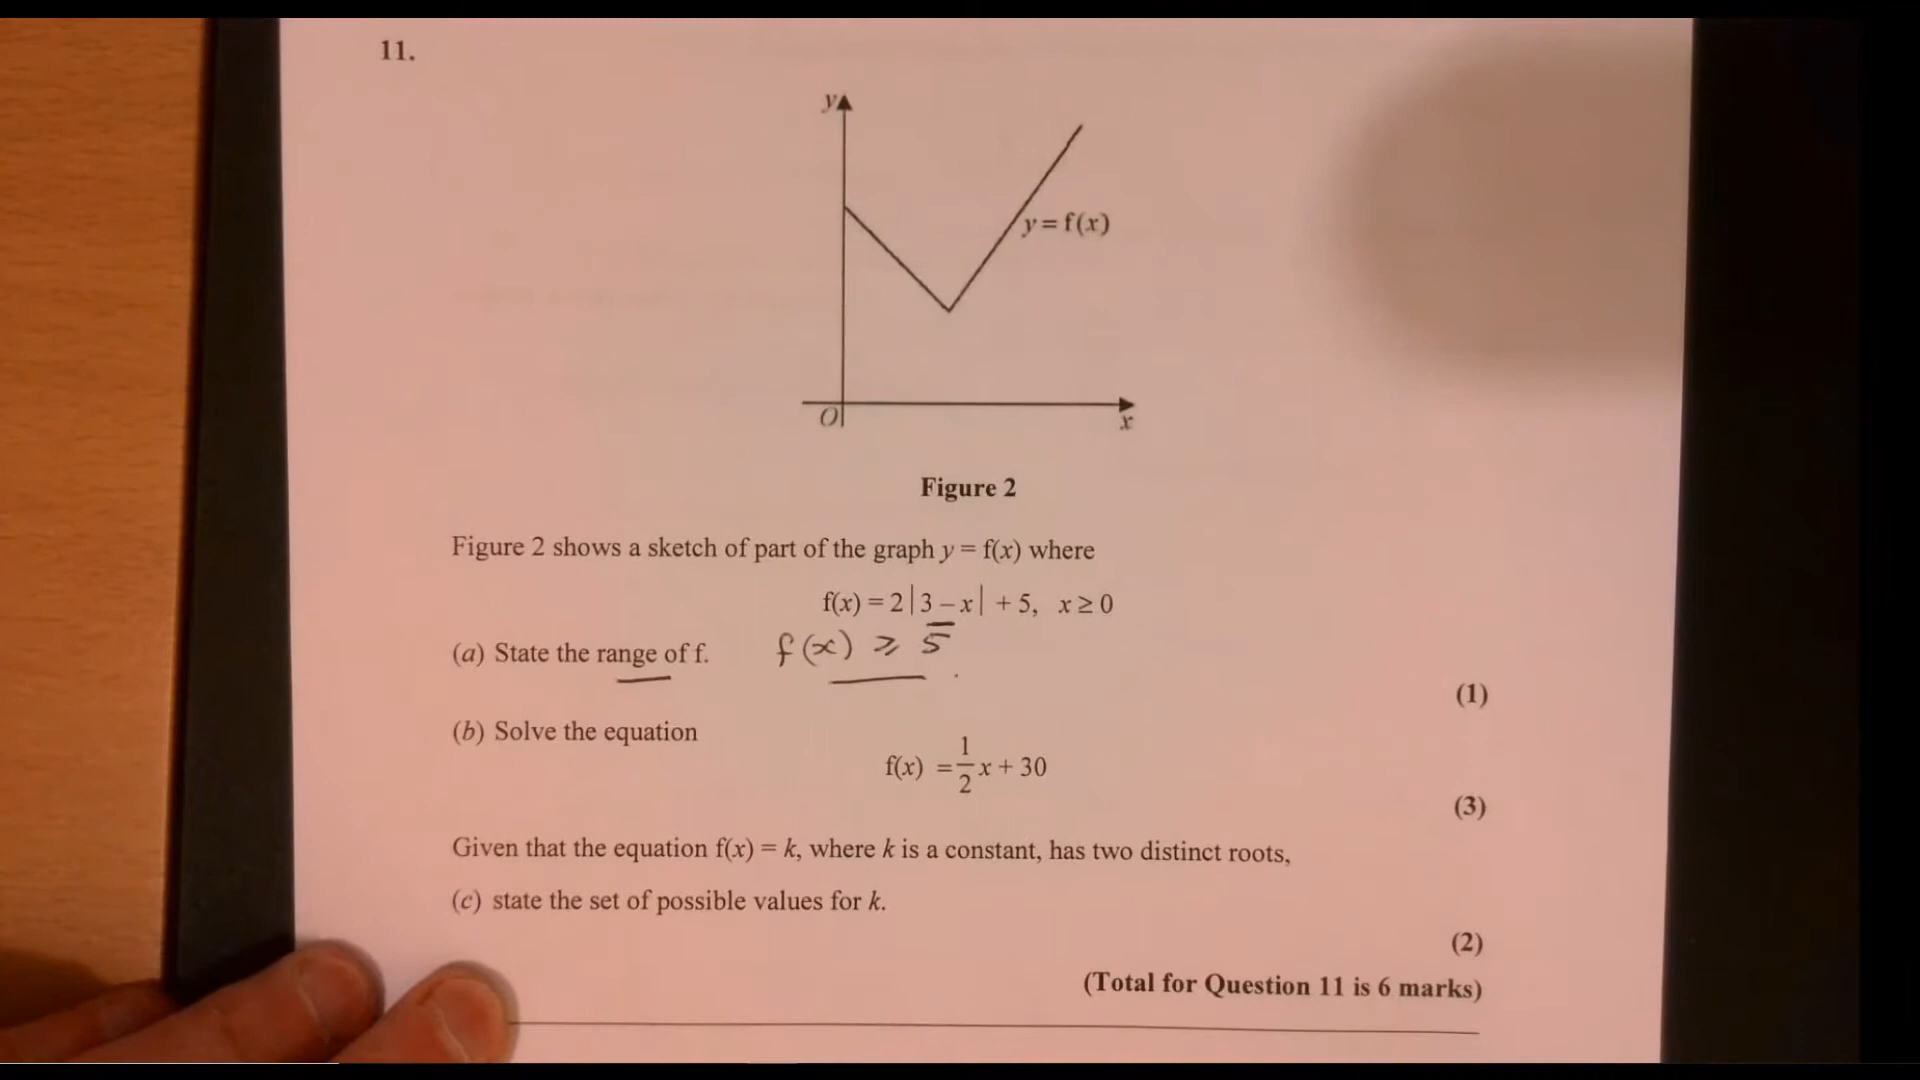 11.
y
y = f(x)
O
x
Figure 2
Figure 2 shows a sketch of part of the graph y = f(x) where
f(x) = 2|3 – x| + 5, x ≥ 0
(a) State the range of f. f(x) ⩾ 5
(1)
(b) Solve the equation
f(x) = 1/2 x + 30
(3)
Given that the equation f(x) = k, where k is a constant, has two distinct roots,
(c) state the set of possible values for k.
(2)
(Total for Question 11 is 6 marks)